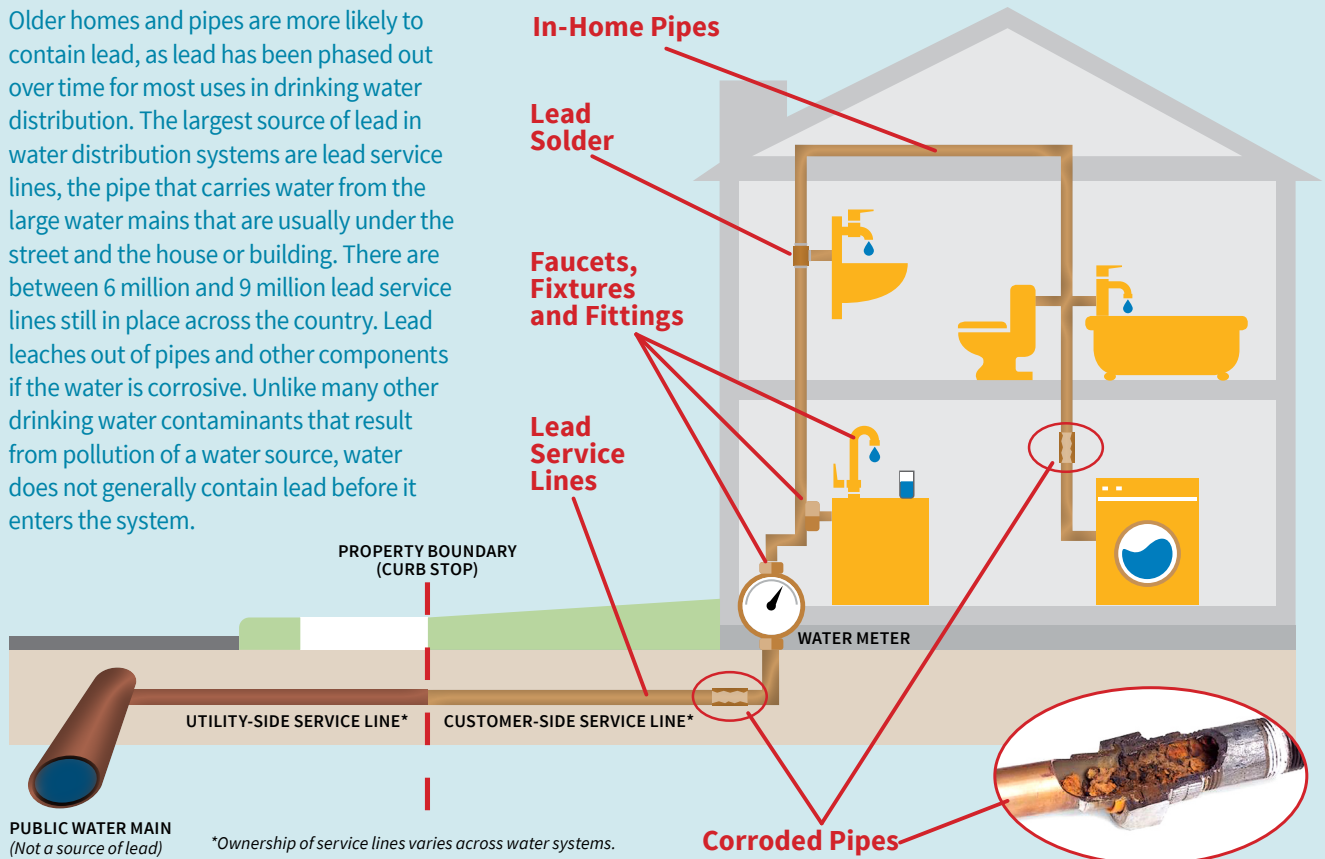 Older homes and pipes are more likely to
contain lead, as lead has been phased out
over time for most uses in drinking water
distribution. The largest source of lead in
water distribution systems are lead service
lines, the pipe that carries water from the
large water mains that are usually under the
street and the house or building. There are
between 6 million and 9 million lead service
lines still in place across the country. Lead
leaches out of pipes and other components
if the water is corrosive. Unlike many other
drinking water contaminants that result
from pollution of a water source, water
does not generally contain lead before it
enters the system.
In-Home Pipes
Lead
Solder
Faucets,
Fixtures
and Fittings
Lead
Service
Lines
PROPERTY BOUNDARY
(CURB STOP)
WATER METER
UTILITY-SIDE SERVICE LINE*
CUSTOMER-SIDE SERVICE LINE*
PUBLIC WATER MAIN
(Not a source of lead)
*Ownership of service lines varies across water systems.
Corroded Pipes